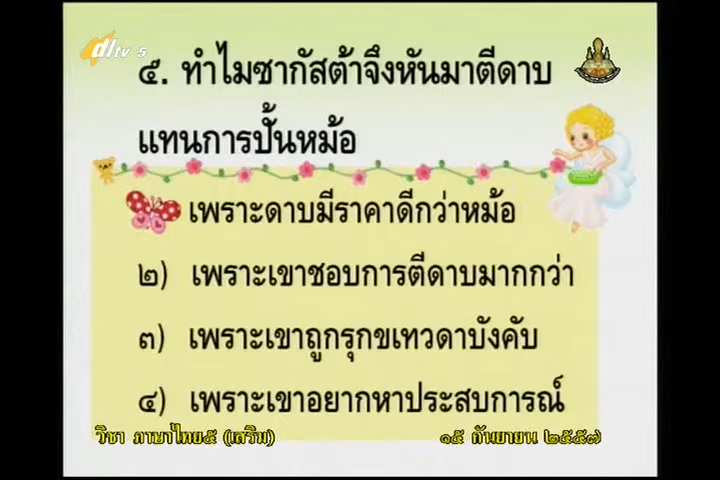 dltv 5
๕. ทำไมซากัสต้าจึงหันมาตีดาบ
แทนการปั้นหม้อ
เพราะดาบมีราคาดีกว่าหม้อ
๒) เพราะเขาชอบการตีดาบมากกว่า
๓) เพราะเขาถูกรุกขเทวดาบังคับ
๔) เพราะเขาอยากหาประสบการณ์
วิชา ภาษาไทย๕ (เสริม) ๑๕ กันยายน ๒๕๕๗